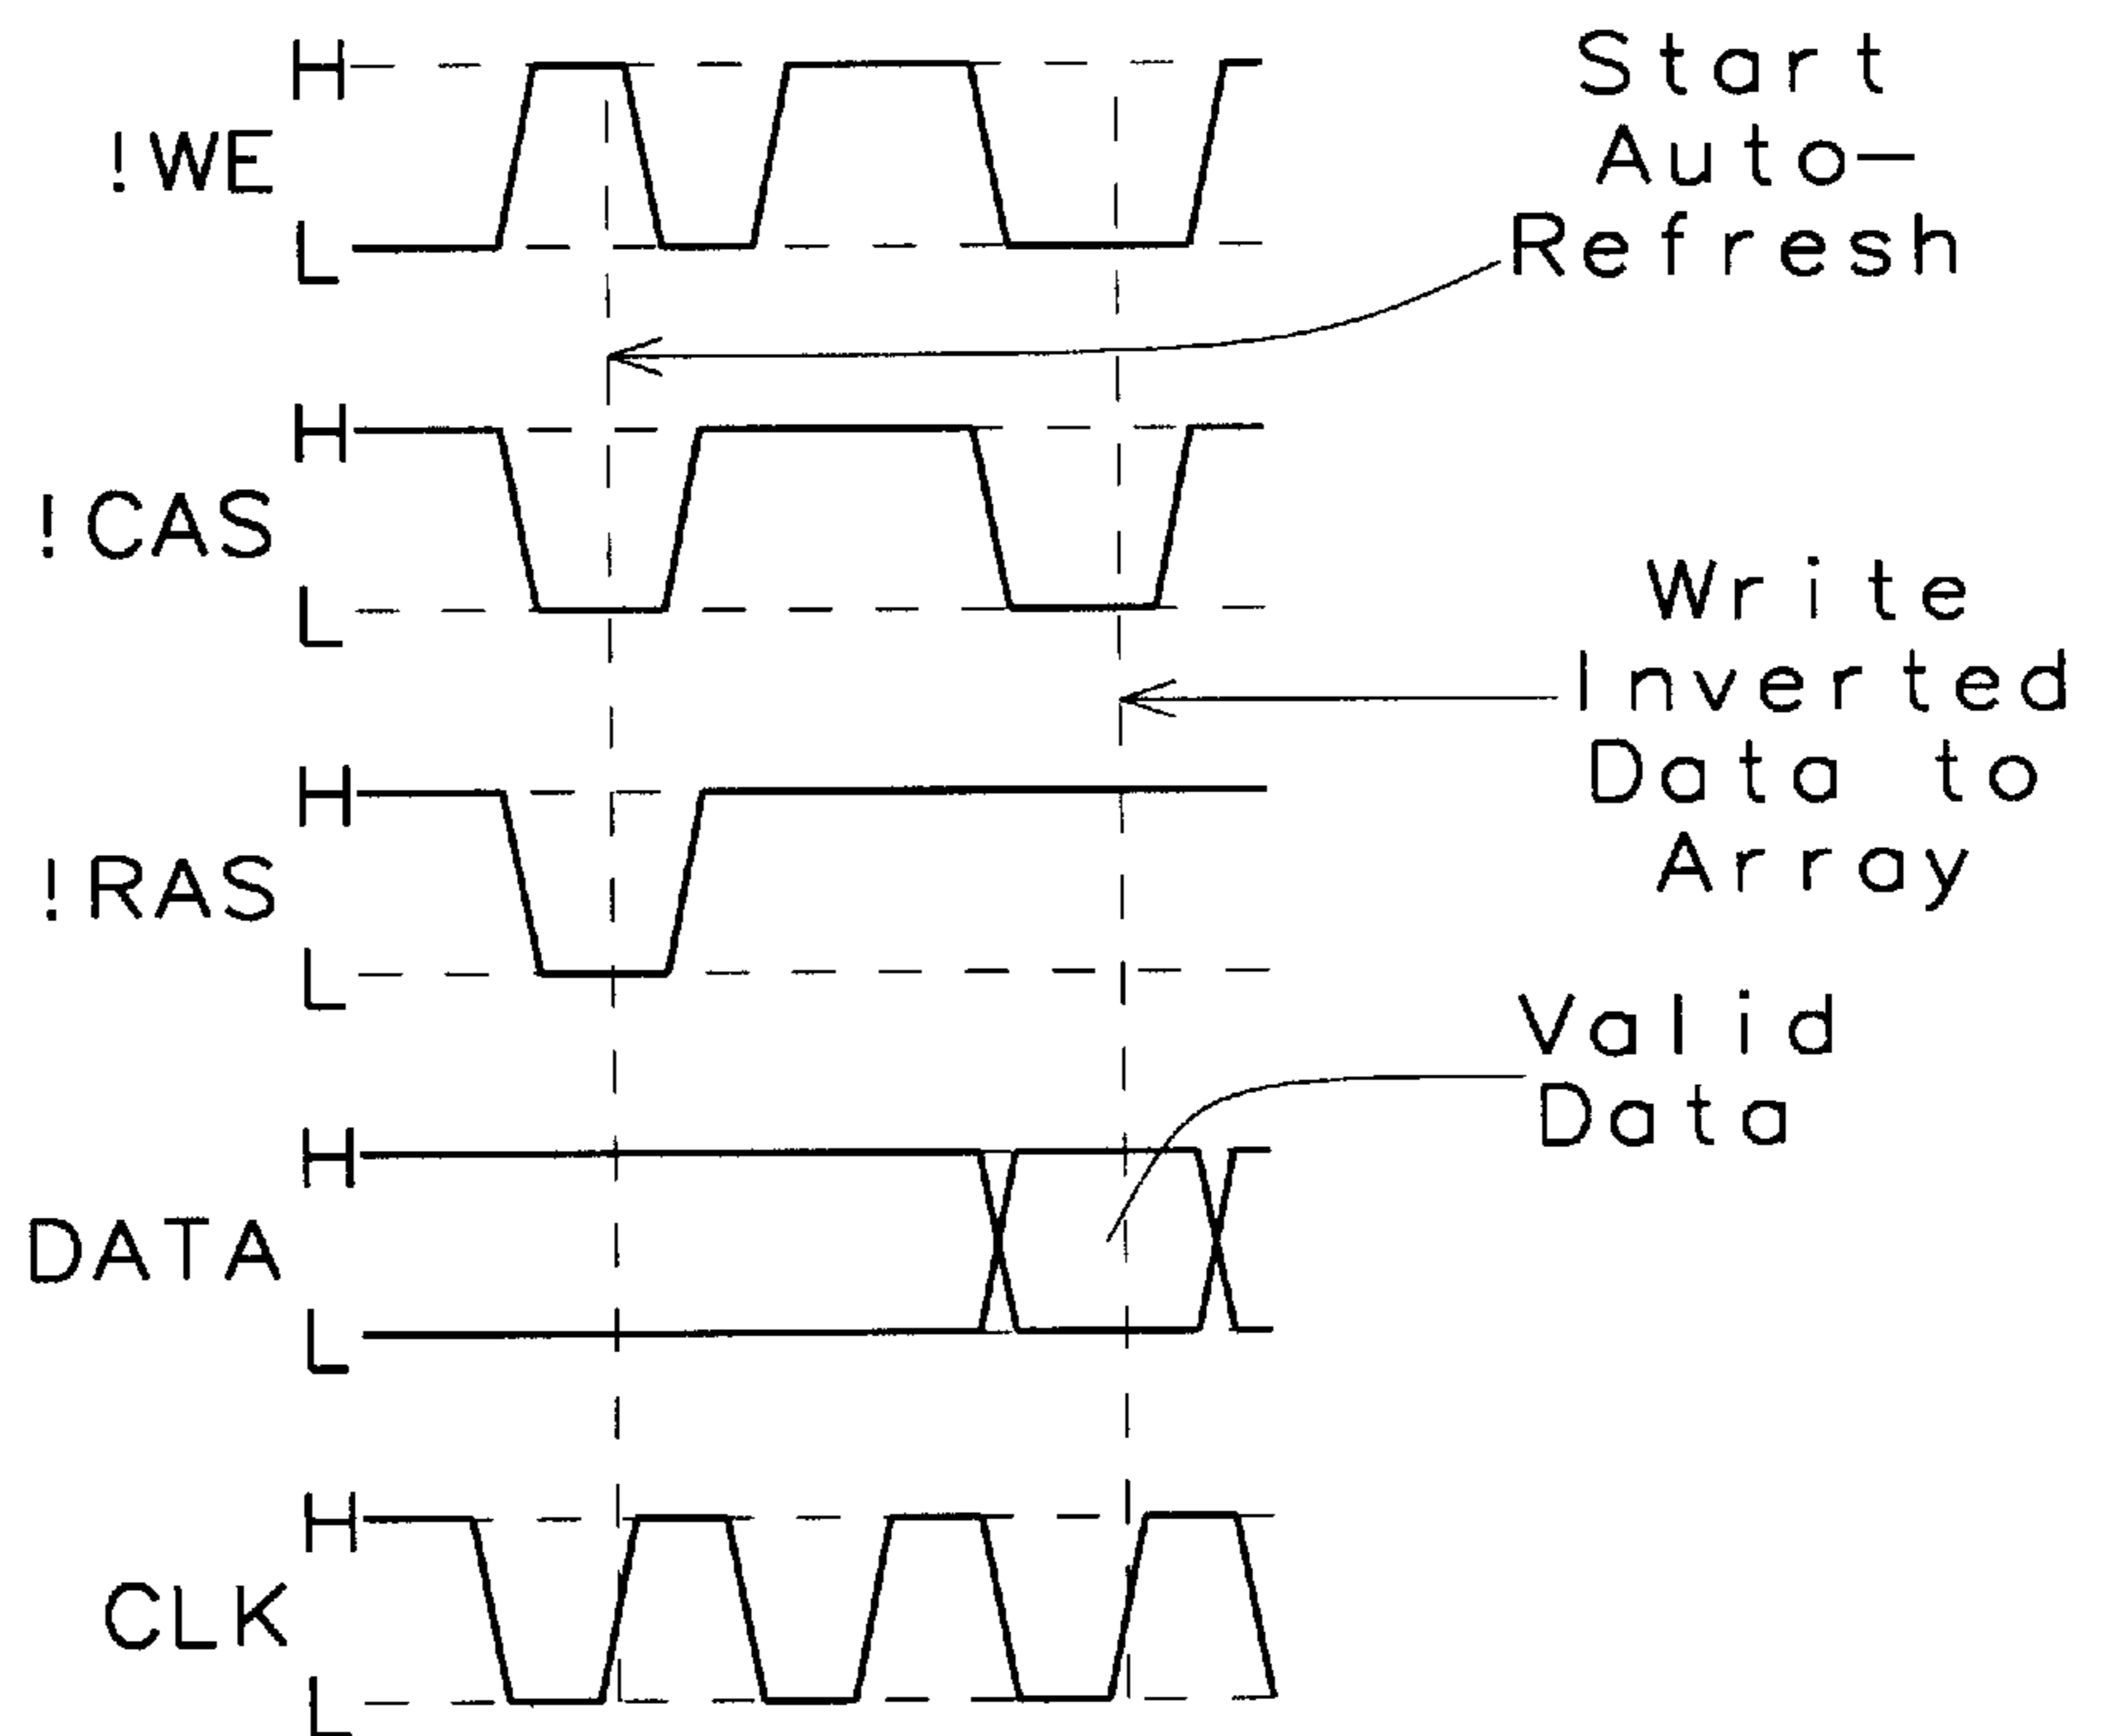 H
!WE
L
Start
Auto-
Refresh
H
!CAS
L
Write
Inverted
Data to
Array
H
!RAS
L
Valid
Data
H
DATA
L
H
CLK
L